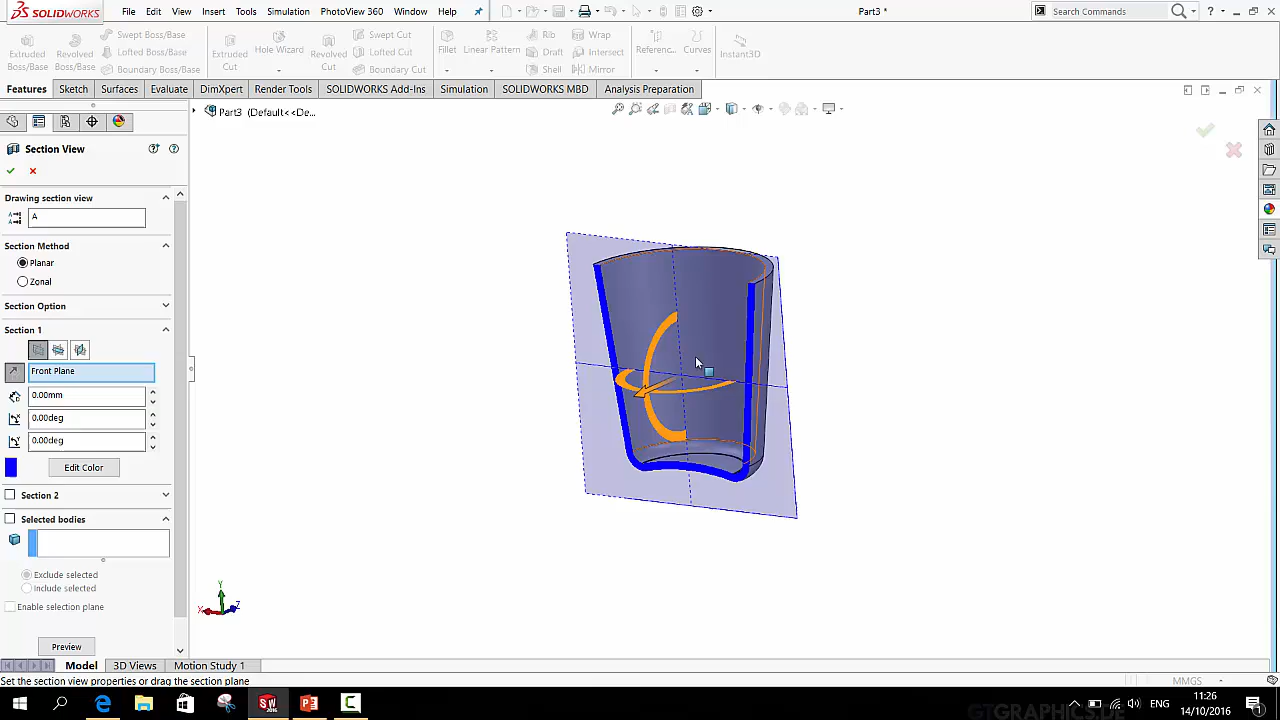 SOLIDWORKS File Edit View Insert Tools Simulation PhotoView 360 Window Help Part3 * Search Commands ?
Extruded Boss/Base
Revolved Boss/Base
Swept Boss/Base
Lofted Boss/Base
Boundary Boss/Base
Extruded Cut
Hole Wizard
Revolved Cut
Swept Cut
Lofted Cut
Boundary Cut
Fillet
Linear Pattern
Rib
Draft
Shell
Wrap
Intersect
Mirror
Referenc...
Curves
Instant3D
Features Sketch Surfaces Evaluate DimXpert Render Tools SOLIDWORKS Add-Ins Simulation SOLIDWORKS MBD Analysis Preparation
Part3 (Default<<De...
Section View
Drawing section view
A
Section Method
Planar
Zonal
Section Option
Section 1
Front Plane
0.00mm
0.00deg
0.00deg
Edit Color
Section 2
Selected bodies
Exclude selected
Include selected
Enable selection plane
Preview
Y
X
Z
Model 3D Views Motion Study 1
Set the section view properties or drag the section plane
MMGS
SW 2016
ENG
11:26
14/10/2016
GTGRAPHICS.DE